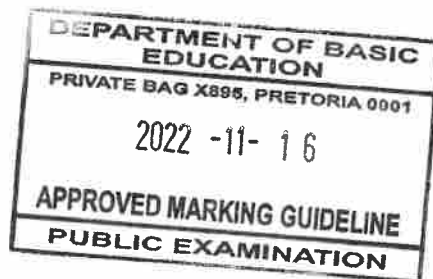 DEPARTMENT OF BASIC
EDUCATION
PRIVATE BAG X895, PRETORIA 0001
2022 -11- 16
APPROVED MARKING GUIDELINE
PUBLIC EXAMINATION